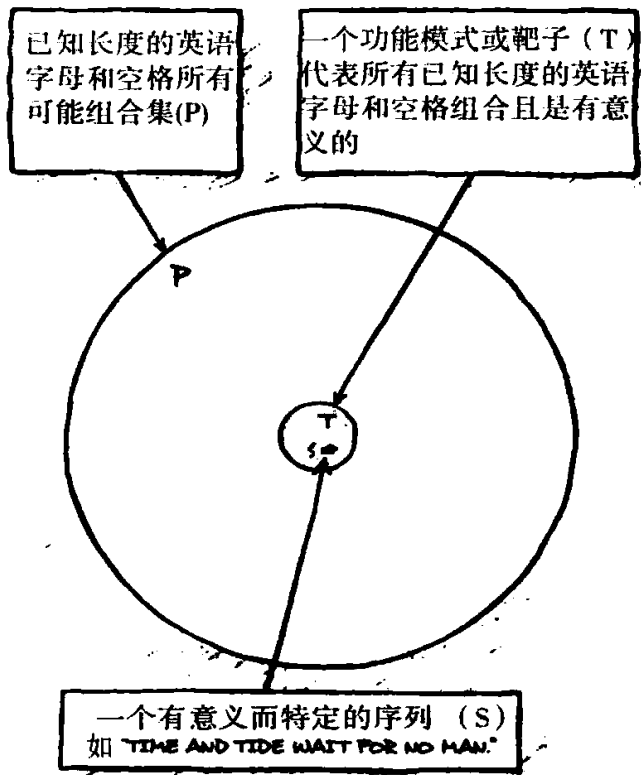 已知长度的英语
字母和空格所有
可能组合集(P)
一个功能模式或靶子（T）
代表所有已知长度的英语
字母和空格组合且是有意
义的
P
T
S
一个有意义而特定的序列 （S）
如 "TIME AND TIDE WAIT FOR NO MAN."